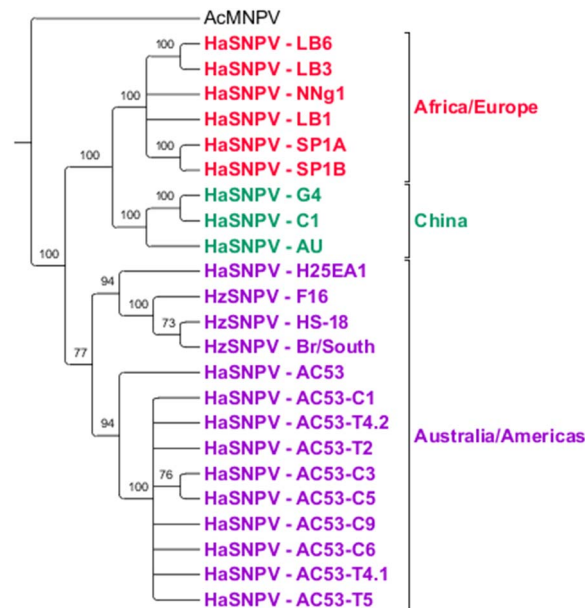 AcMNPV
HaSNPV - LB6
100
HaSNPV - LB3
HaSNPV - NNg1
100
Africa/Europe
HaSNPV - LB1
HaSNPV - SP1A
100
HaSNPV - SP1B
100
HaSNPV - G4
100
HaSNPV - C1
China
100
HaSNPV - AU
100
HaSNPV - H25EA1
94
HzSNPV - F16
100
HzSNPV - HS-18
73
HzSNPV - Br/South
77
HaSNPV - AC53
HaSNPV - AC53-C1
94
HaSNPV - AC53-T4.2
Australia/Americas
HaSNPV - AC53-T2
HaSNPV - AC53-C3
76
100
HaSNPV - AC53-C5
HaSNPV - AC53-C9
HaSNPV - AC53-C6
HaSNPV - AC53-T4.1
HaSNPV - AC53-T5